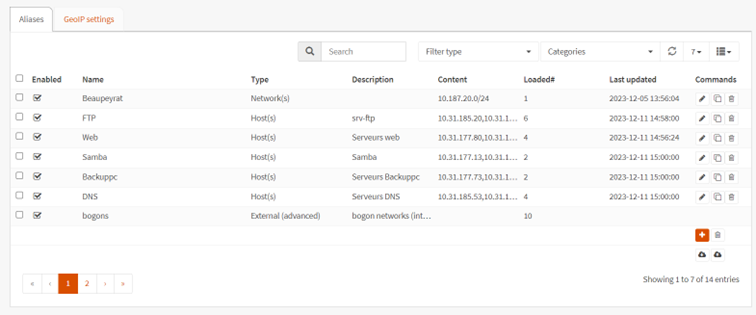 Aliases GeoIP settings
Search Filter type Categories 7
Enabled Name Type Description Content Loaded# Last updated Commands
Beaupeyrat Network(s) 10.187.20.0/24 1 2023-12-05 13:56:04
FTP Host(s) srv-ftp 10.31.185.20,10.31.1... 6 2023-12-11 14:58:00
Web Host(s) Serveurs web 10.31.177.80,10.31.1... 4 2023-12-11 14:56:24
Samba Host(s) Samba 10.31.177.13,10.31.1... 2 2023-12-11 15:00:00
Backuppc Host(s) Serveurs Backuppc 10.31.177.73,10.31.1... 2 2023-12-11 15:00:00
DNS Host(s) Serveurs DNS 10.31.185.53,10.31.1... 4 2023-12-11 15:00:00
bogons External (advanced) bogon networks (int... 10
« ‹ 1 2 › »
Showing 1 to 7 of 14 entries